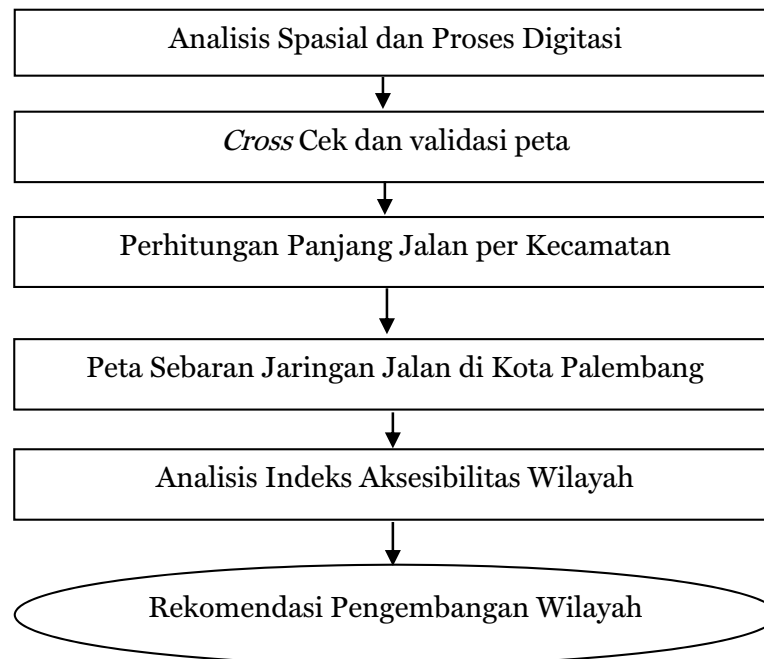 Analisis Spasial dan Proses Digitasi
Cross Cek dan validasi peta
Perhitungan Panjang Jalan per Kecamatan
Peta Sebaran Jaringan Jalan di Kota Palembang
Analisis Indeks Aksesibilitas Wilayah
Rekomendasi Pengembangan Wilayah